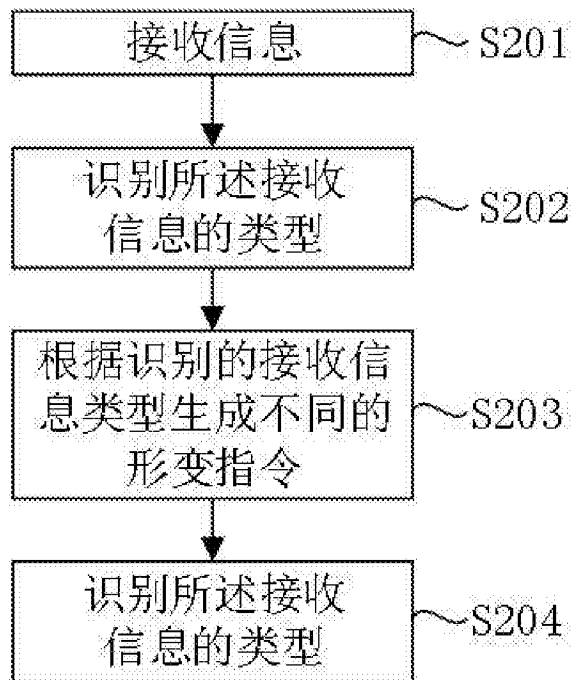 接收信息
S201
识别所述接收
信息的类型
S202
根据识别的接收信
息类型生成不同的
形变指令
S203
识别所述接收
信息的类型
S204